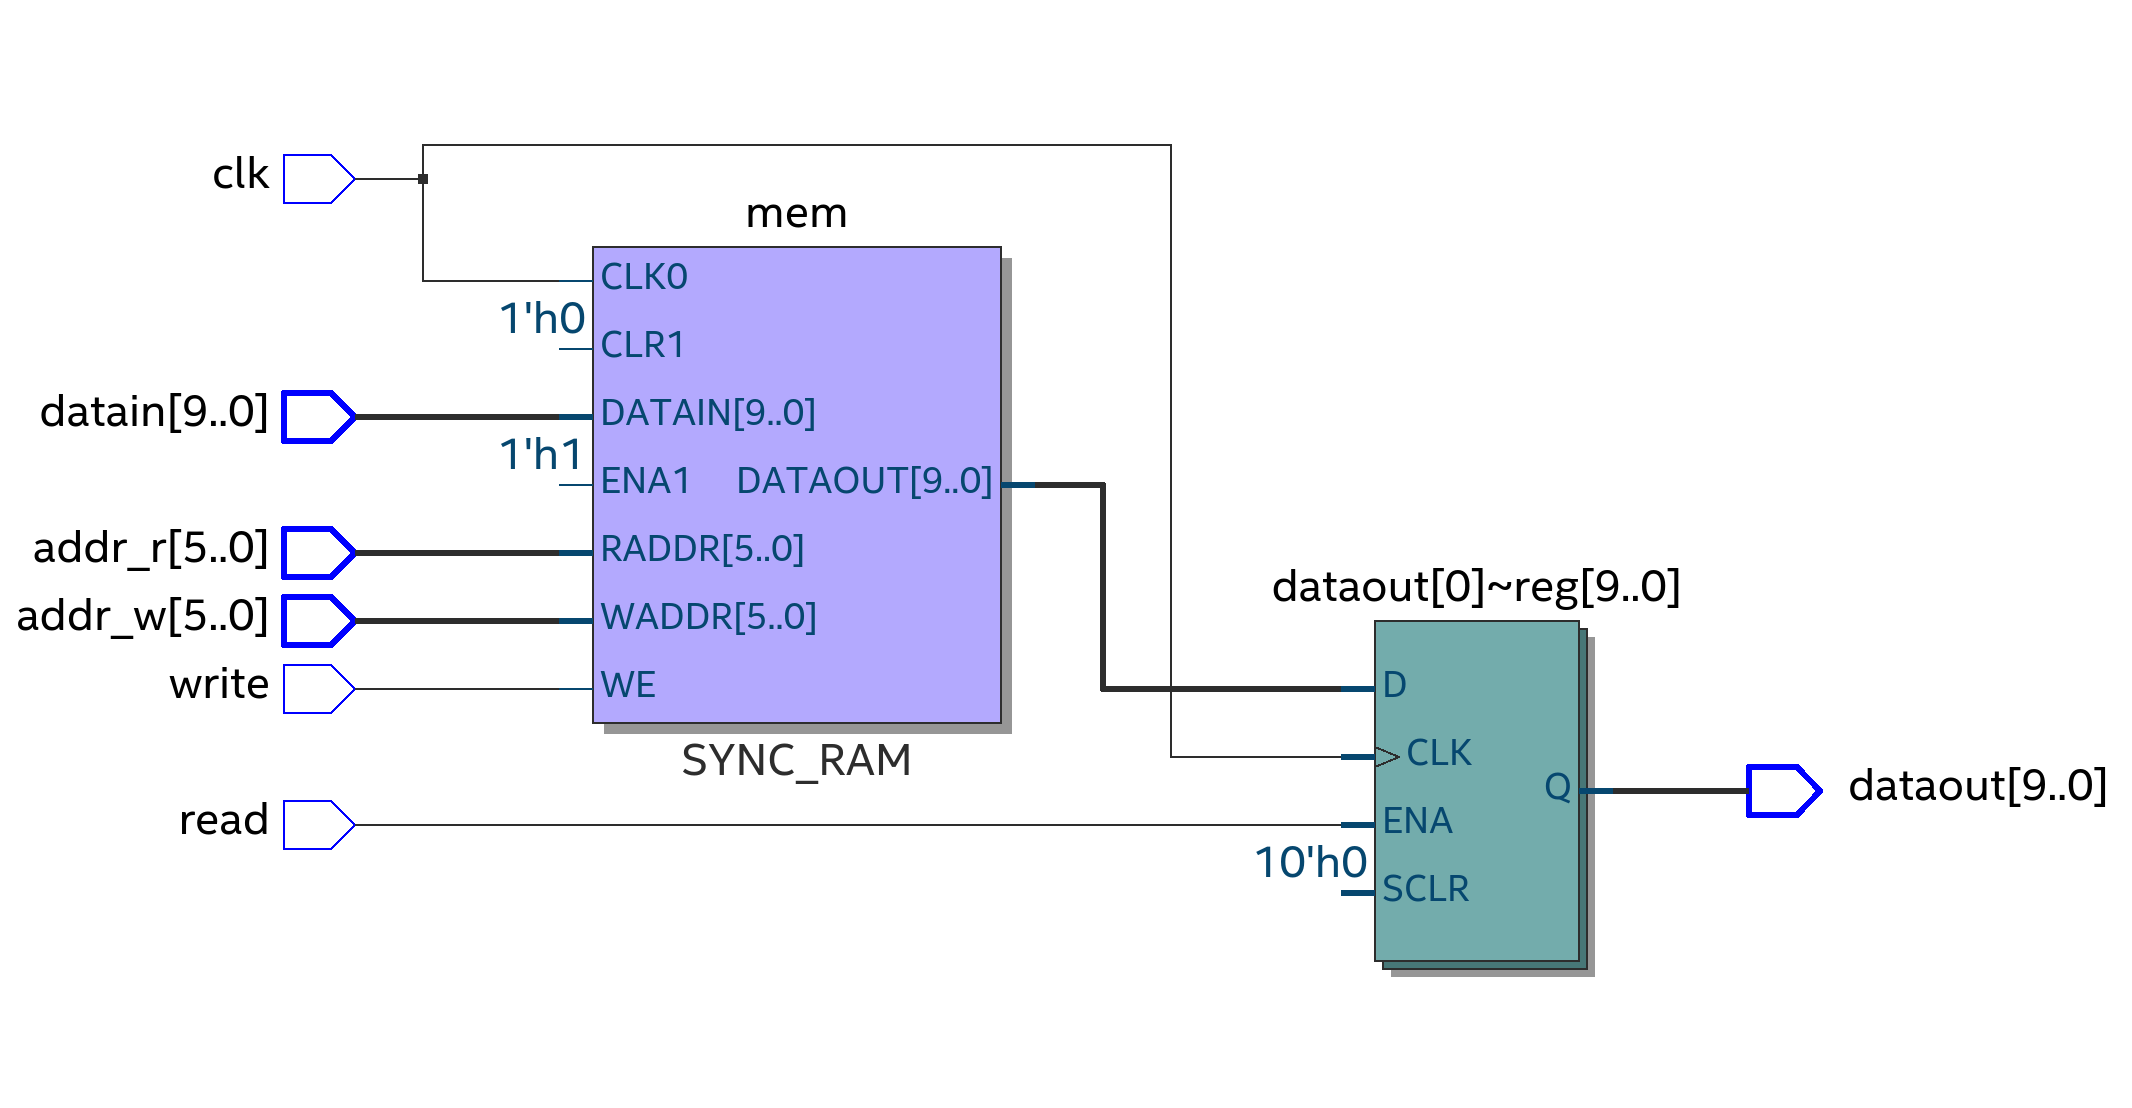 clk
mem
CLK0
1'h0
CLR1
datain[9..0]
DATAIN[9..0]
1'h1
ENA1 DATAOUT[9..0]
addr_r[5..0]
RADDR[5..0]
addr_w[5..0]
WADDR[5..0]
write
WE
SYNC_RAM
read
dataout[0]~reg[9..0]
D
CLK
Q
ENA
10'h0
SCLR
dataout[9..0]